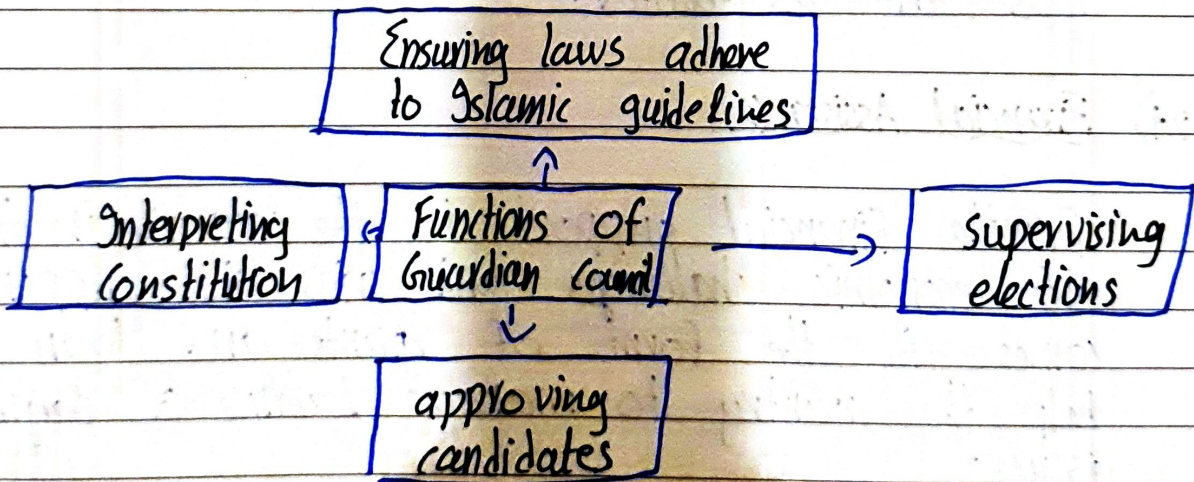 Ensuring laws adhere
to Islamic guidelines
Interpreting
Constitution
Functions of
Guardian Council
Supervising
elections
approving
candidates